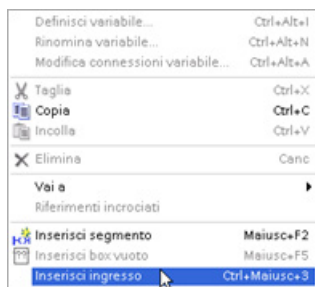 Definisci variabile... Ctrl+Alt+I
Rinomina variabile... Ctrl+Alt+N
Modifica connessioni variabile... Ctrl+Alt+A
Taglia Ctrl+X
Copia Ctrl+C
Incolla Ctrl+V
Elimina Canc
Vai a
Riferimenti incrociati
Inserisci segmento Maiusc+F2
Inserisci box vuoto Maiusc+F5
Inserisci ingresso Ctrl+Maiusc+3